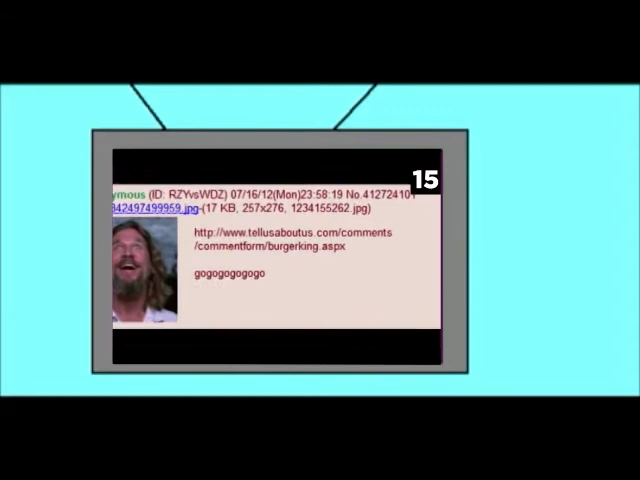 15
ymous (ID: RZYvsWDZ) 07/16/12(Mon)23:58:19 No.41272410
342497499959.jpg-(17 KB, 257x276, 1234155262.jpg)
http://www.tellusaboutus.com/comments
/commentform/burgerking.aspx
gogogogogogo